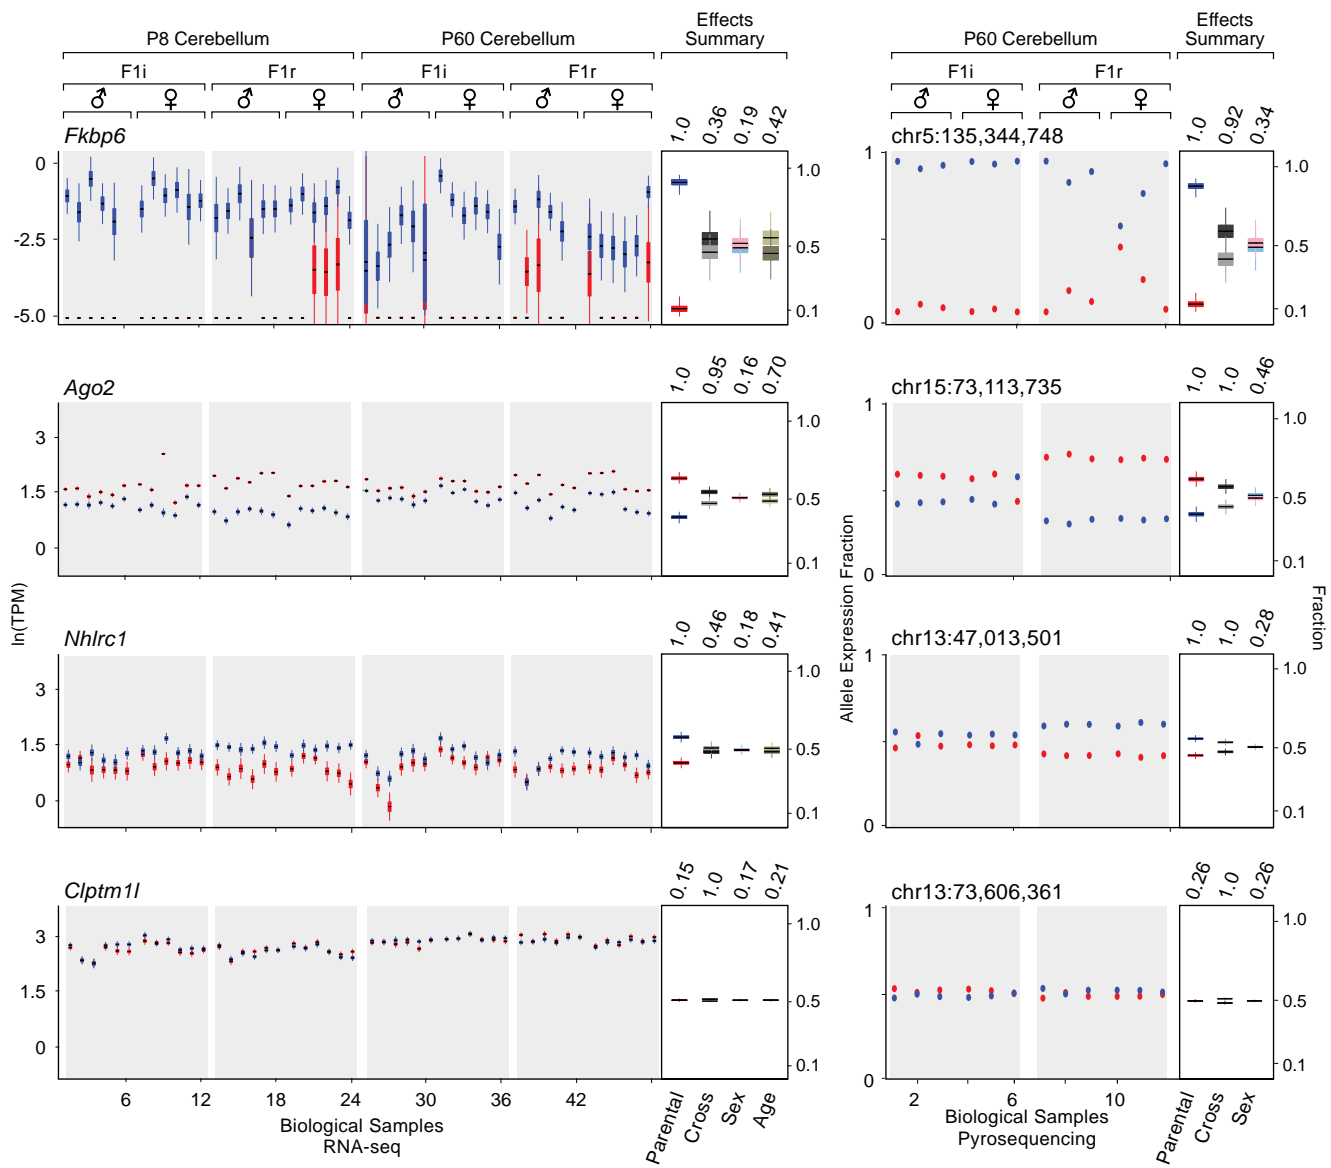 Effects
Summary
Effects
Summary
P8 Cerebellum
P60 Cerebellum
P60 Cerebellum
F1i
F1r
F1i
F1r
F1i
F1r
♂ ♀ ♂ ♀ ♂ ♀ ♂ ♀ ♂ ♀ ♂ ♀
Fkbp6
1.0 0.36 0.19 0.42
chr5:135,344,748
1.0 0.92 0.34
0
-2.5
-5.0
1.0
0.5
0.1
1
0.5
0
1.0
0.5
0.1
Ago2
1.0 0.95 0.16 0.70
chr15:73,113,735
1.0 1.0 0.46
3
1.5
0
1.0
0.5
0.1
1
0.5
0
1.0
0.5
0.1
ln(TPM)
Allele Expression Fraction
Fraction
Nhlrc1
1.0 0.46 0.18 0.41
chr13:47,013,501
1.0 1.0 0.28
3
1.5
0
1.0
0.5
0.1
1
0.5
0
1.0
0.5
0.1
Clptm1l
0.15 1.0 0.17 0.21
chr13:73,606,361
0.26 1.0 0.26
3
1.5
0
1.0
0.5
0.1
1
0.5
0
1.0
0.5
0.1
6 12 18 24 30 36 42
2 6 10
Parental Cross Sex Age
Parental Cross Sex
Biological Samples
RNA-seq
Biological Samples
Pyrosequencing